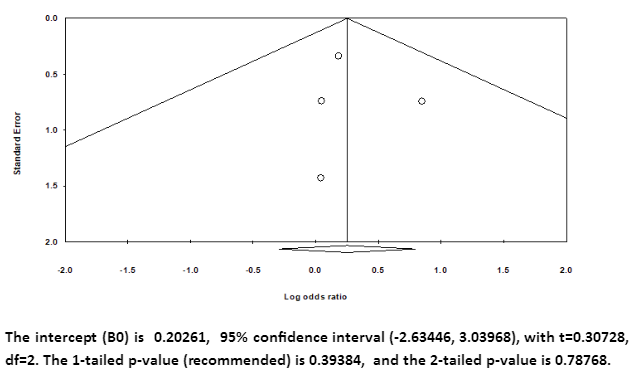 0.0
0.5
1.0
1.5
2.0
Standard Error
-2.0 -1.5 -1.0 -0.5 0.0 0.5 1.0 1.5 2.0
Log odds ratio
The intercept (B0) is 0.20261, 95% confidence interval (-2.63446, 3.03968), with t=0.30728,
df=2. The 1-tailed p-value (recommended) is 0.39384, and the 2-tailed p-value is 0.78768.